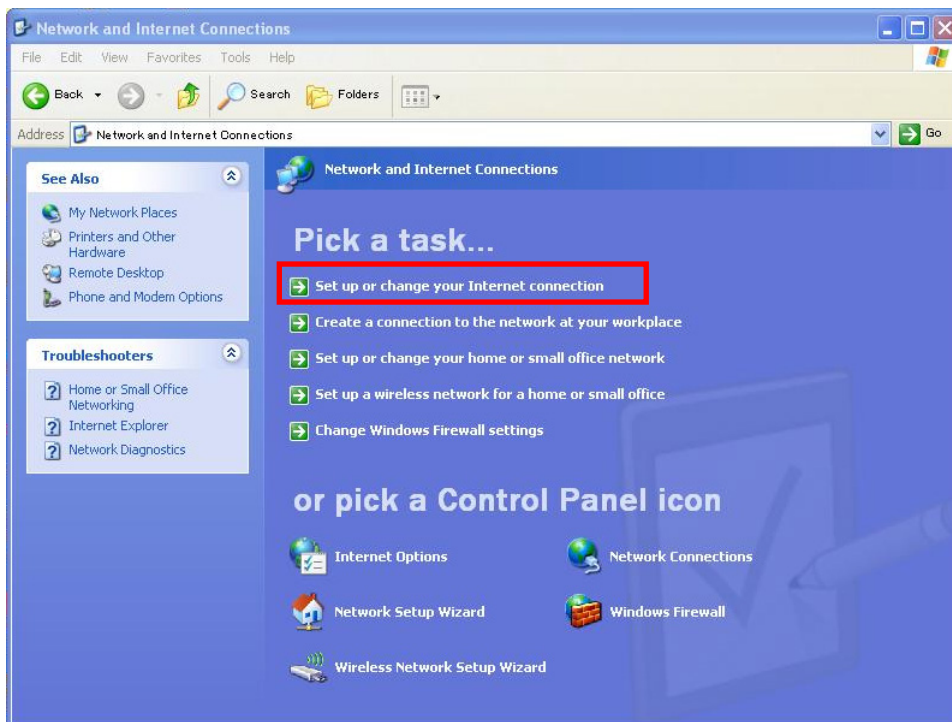 Network and Internet Connections
File Edit View Favorites Tools Help
Back Search Folders
Address Network and Internet Connections Go
See Also
My Network Places
Printers and Other
Hardware
Remote Desktop
Phone and Modem Options
Troubleshooters
Home or Small Office
Networking
Internet Explorer
Network Diagnostics
Network and Internet Connections
Pick a task...
Set up or change your Internet connection
Create a connection to the network at your workplace
Set up or change your home or small office network
Set up a wireless network for a home or small office
Change Windows Firewall settings
or pick a Control Panel icon
Internet Options
Network Connections
Network Setup Wizard
Windows Firewall
Wireless Network Setup Wizard